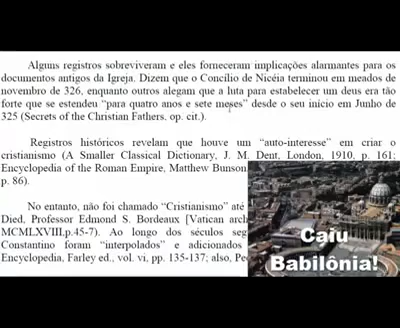 Alguns registros sobreviveram e eles forneceram implicações alarmantes para os
documentos antigos da Igreja. Dizem que o Concílio de Nicéia terminou em meados de
novembro de 326, enquanto outros alegam que a luta para estabelecer um deus era tão
forte que se estendeu “para quatro anos e sete meses” desde o seu início em Junho de
325 (Secrets of the Christian Fathers. op. cit.).
Registros históricos revelam que houve um “auto-interesse” em criar o
cristianismo (A Smaller Classical Dictionary, J. M. Dent, London, 1910, p. 161;
Encyclopedia of the Roman Empire, Matthew Bunson
p. 86).
No entanto, não foi chamado “Cristianismo” até
Died, Professor Edmond S. Bordeaux [Vatican arch
MCMLXVIII,p.45-7). Ao longo dos séculos seg
Constantino foram “interpolados” e adicionados
Encyclopedia, Farley ed., vol. vi, pp. 135-137; also, Pec
Caiu
Babilônia!